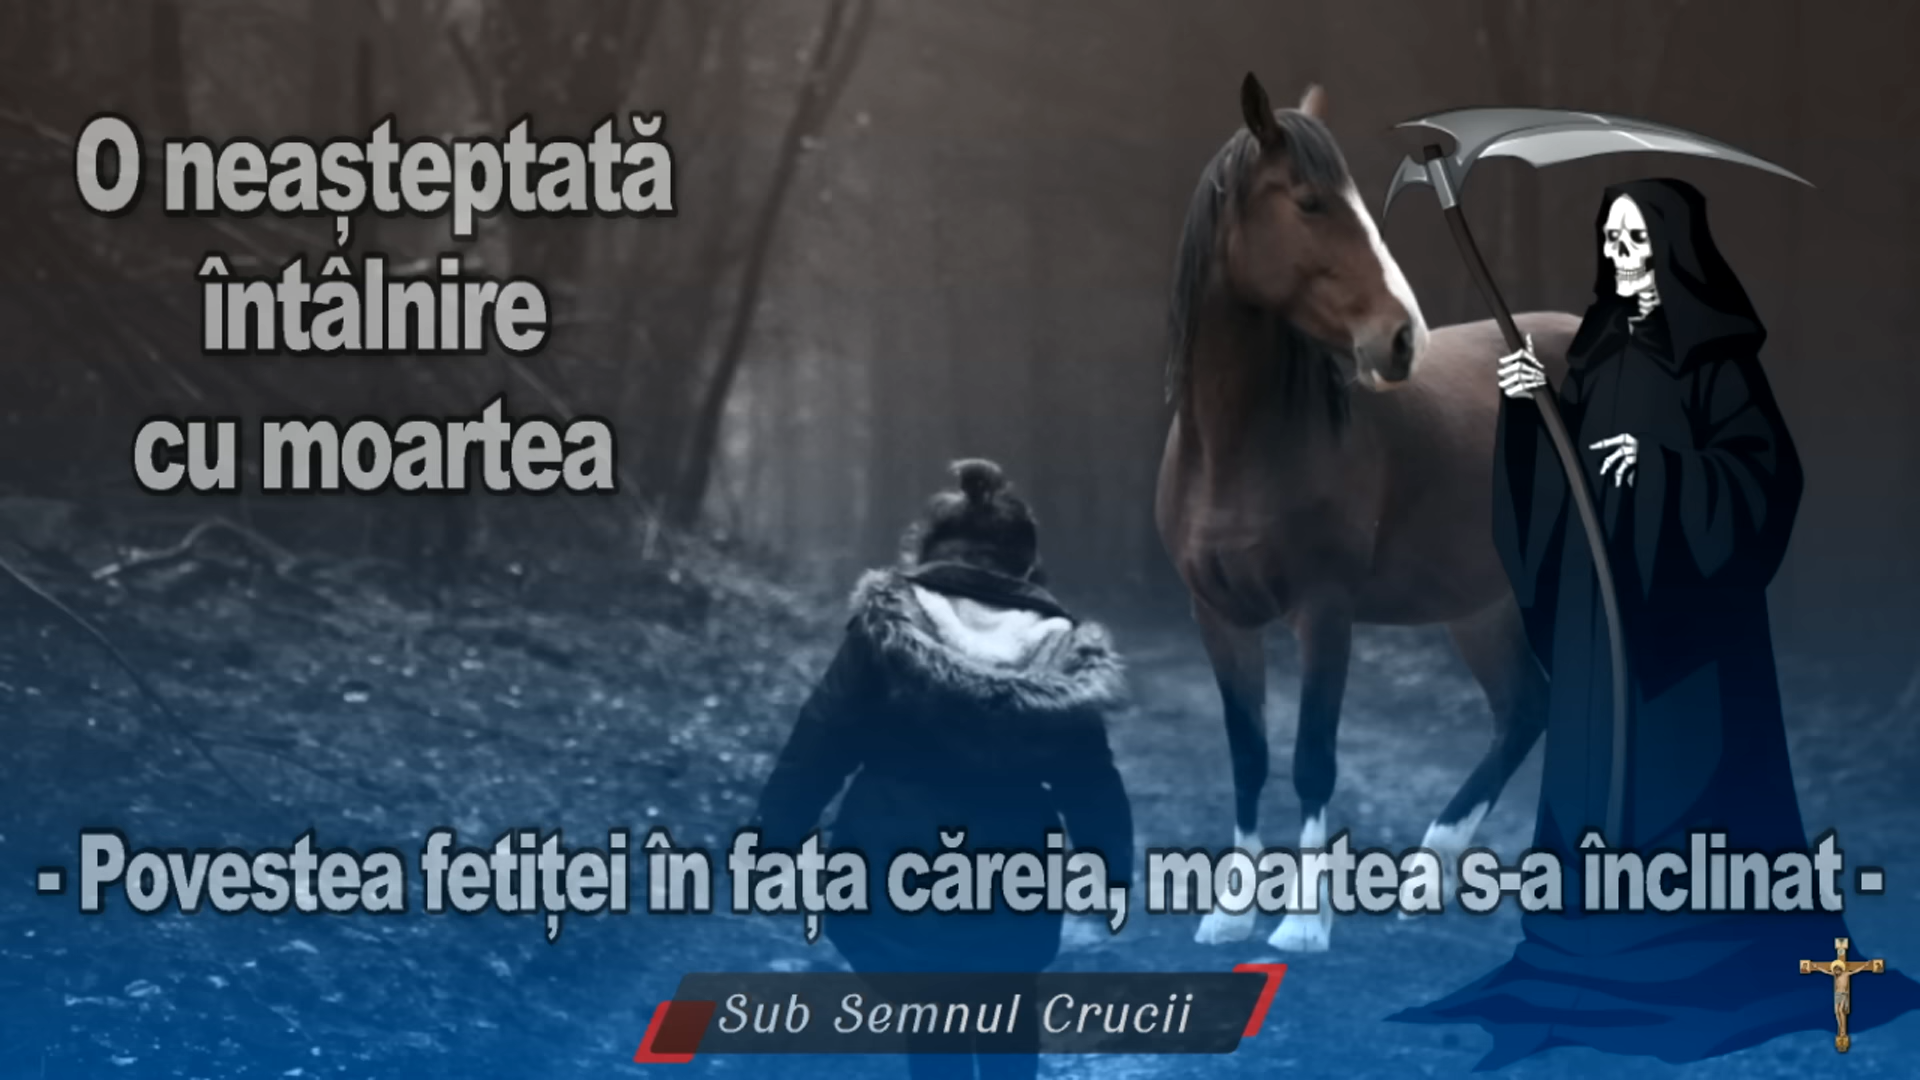 O neașteptată
întâlnire
cu moartea
- Povestea fetiței în fața căreia, moartea s-a înclinat -
Sub Semnul Crucii